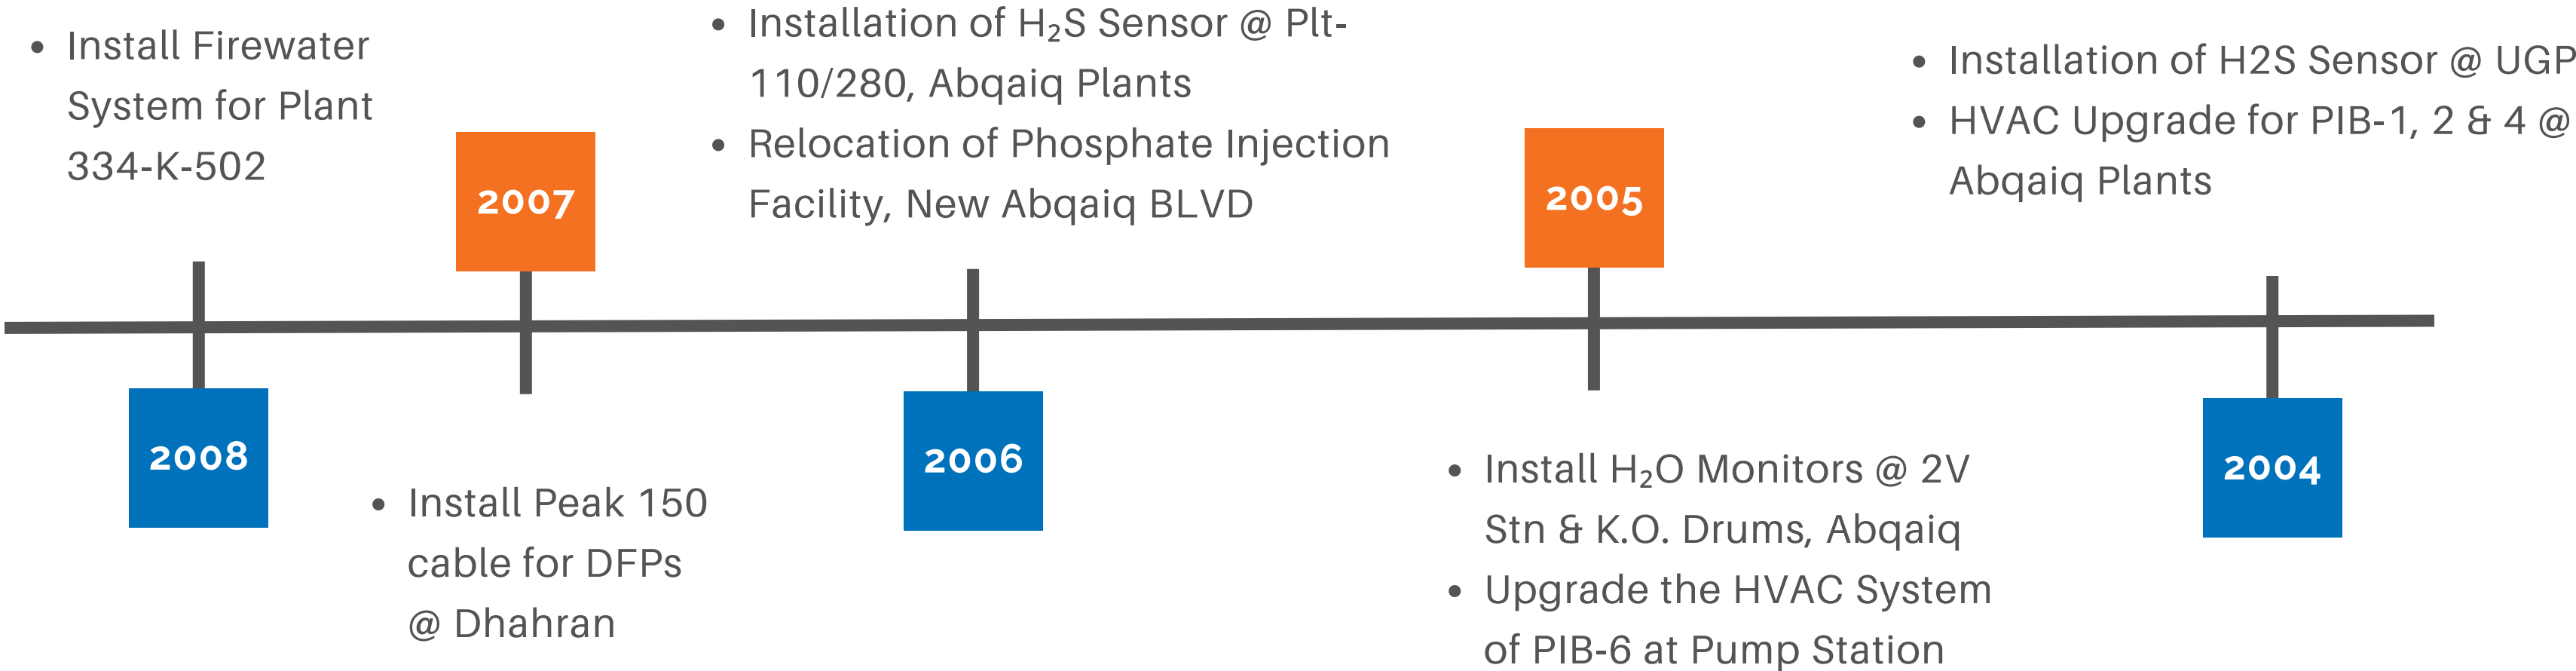 • Install Firewater
System for Plant
334-K-502
2008
2007
• Install Peak 150
cable for DFPs
@ Dhahran
• Installation of H₂S Sensor @ Plt-
110/280, Abqaiq Plants
• Relocation of Phosphate Injection
Facility, New Abqaiq BLVD
2006
2005
• Install H₂O Monitors @ 2V
Stn & K.O. Drums, Abqaiq
• Upgrade the HVAC System
of PIB-6 at Pump Station
• Installation of H2S Sensor @ UGP
• HVAC Upgrade for PIB-1, 2 & 4 @
Abqaiq Plants
2004